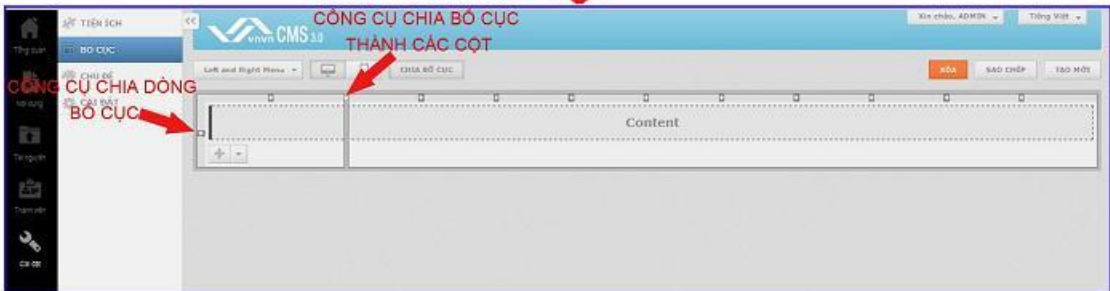 TIỆN ÍCH
CÔNG CỤ CHIA BỐ CỤC
Xin chào, ADMIN
Tiếng Việt
vnvn CMS 3.0
Tổng quan
BỐ CỤC
THÀNH CÁC CỘT
CHỦ ĐỀ
Left and Right Menu
CHIA BỐ CỤC
XÓA
SAO CHÉP
TẠO MỚI
CÔNG CỤ CHIA DÒNG
Nội dung
CÀI ĐẶT
BỐ CỤC
Content
Tài nguyên
Thành viên
Cài đặt